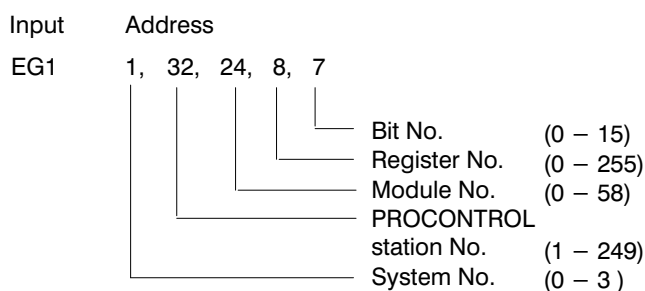 Input Address
EG1 1, 32, 24, 8, 7
Bit No. (0 – 15)
Register No. (0 – 255)
Module No. (0 – 58)
PROCONTROL
station No. (1 – 249)
System No. (0 – 3 )